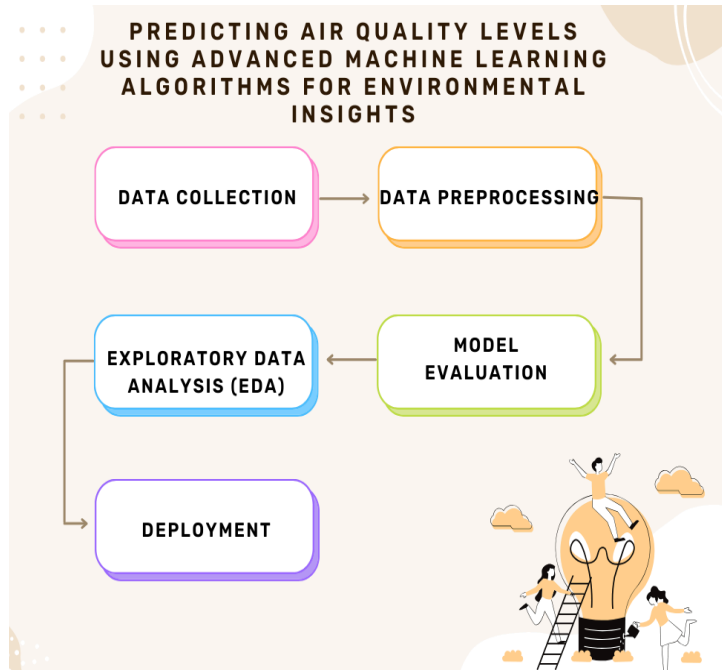 PREDICTING AIR QUALITY LEVELS
USING ADVANCED MACHINE LEARNING
ALGORITHMS FOR ENVIRONMENTAL
INSIGHTS
DATA COLLECTION
DATA PREPROCESSING
MODEL
EVALUATION
EXPLORATORY DATA
ANALYSIS (EDA)
DEPLOYMENT